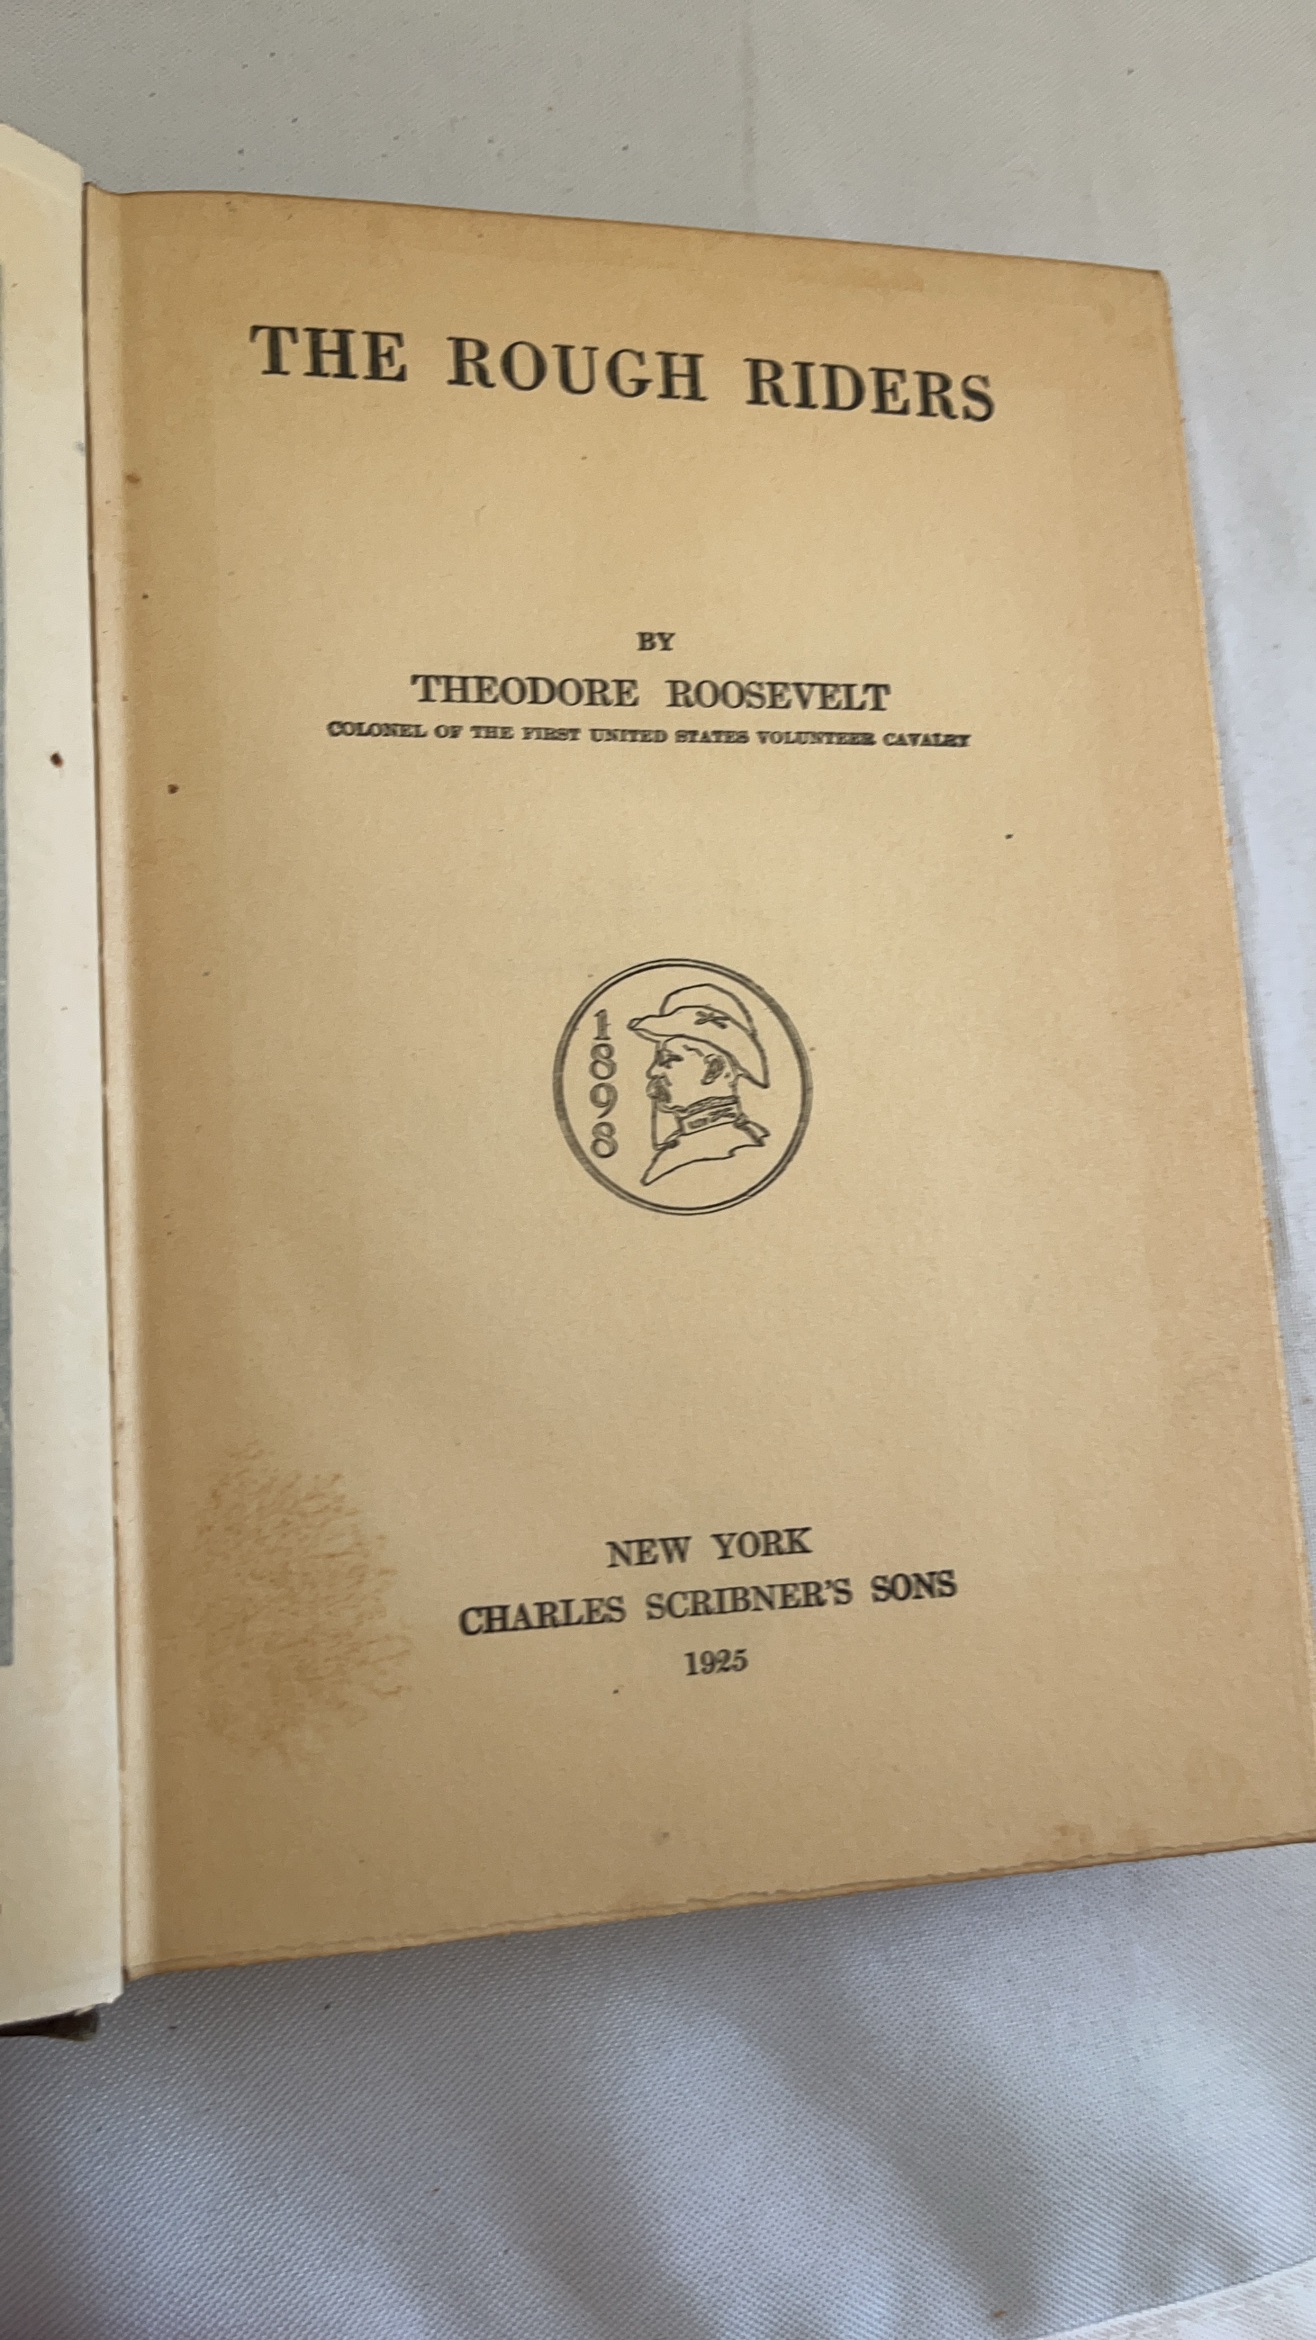 THE ROUGH RIDERS
BY
THEODORE ROOSEVELT
COLONEL OF THE FIRST UNITED STATES VOLUNTEER CAVALRY
1898
NEW YORK
CHARLES SCRIBNER'S SONS
1925